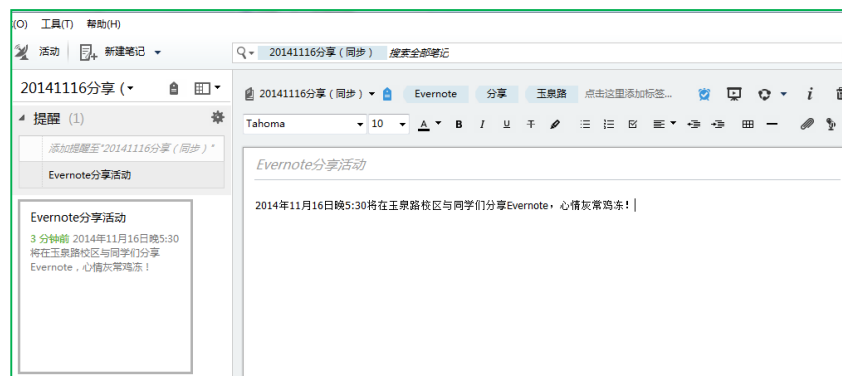 (O) 工具(T) 帮助(H)
活动 新建笔记 20141116分享（同步） 搜索全部笔记
20141116分享 (
提醒 (1)
添加提醒至"20141116分享（同步）"
Evernote分享活动
Evernote分享活动
3 分钟前 2014年11月16日晚5:30
将在玉泉路校区与同学们分享
Evernote，心情灰常鸡冻！
20141116分享（同步） Evernote 分享 玉泉路 点击这里添加标签...
Tahoma 10 A B I U T
Evernote分享活动
2014年11月16日晚5:30将在玉泉路校区与同学们分享Evernote，心情灰常鸡冻！